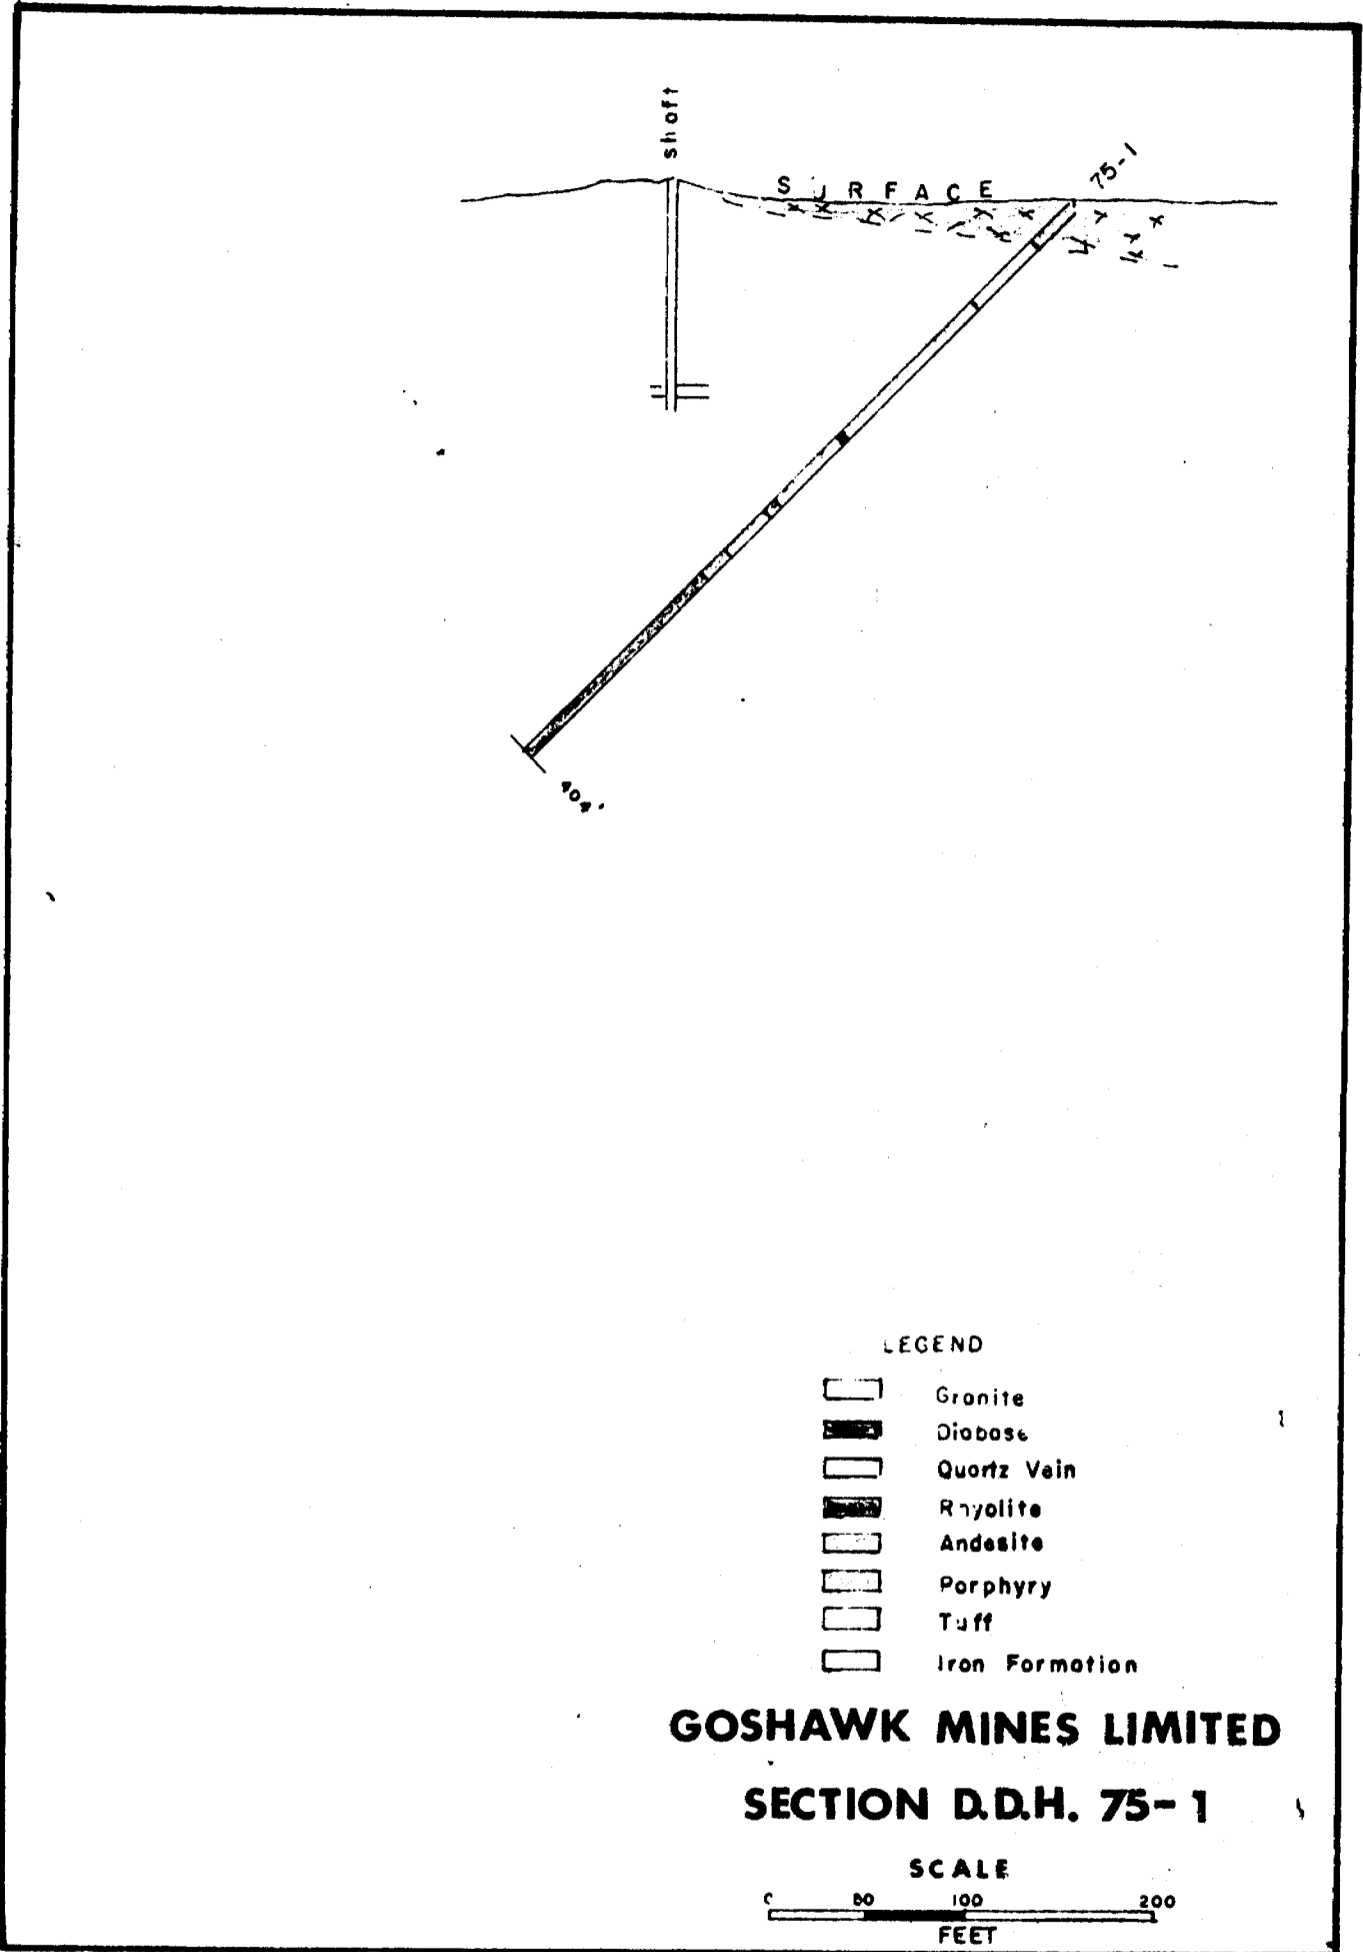 shaft
75-1
SURFACE
404'
LEGEND
Granite
Diabase
Quartz Vein
Rhyolite
Andesite
Porphyry
Tuff
Iron Formation
GOSHAWK MINES LIMITED
SECTION D.D.H. 75-1
SCALE
0 50 100 200
FEET